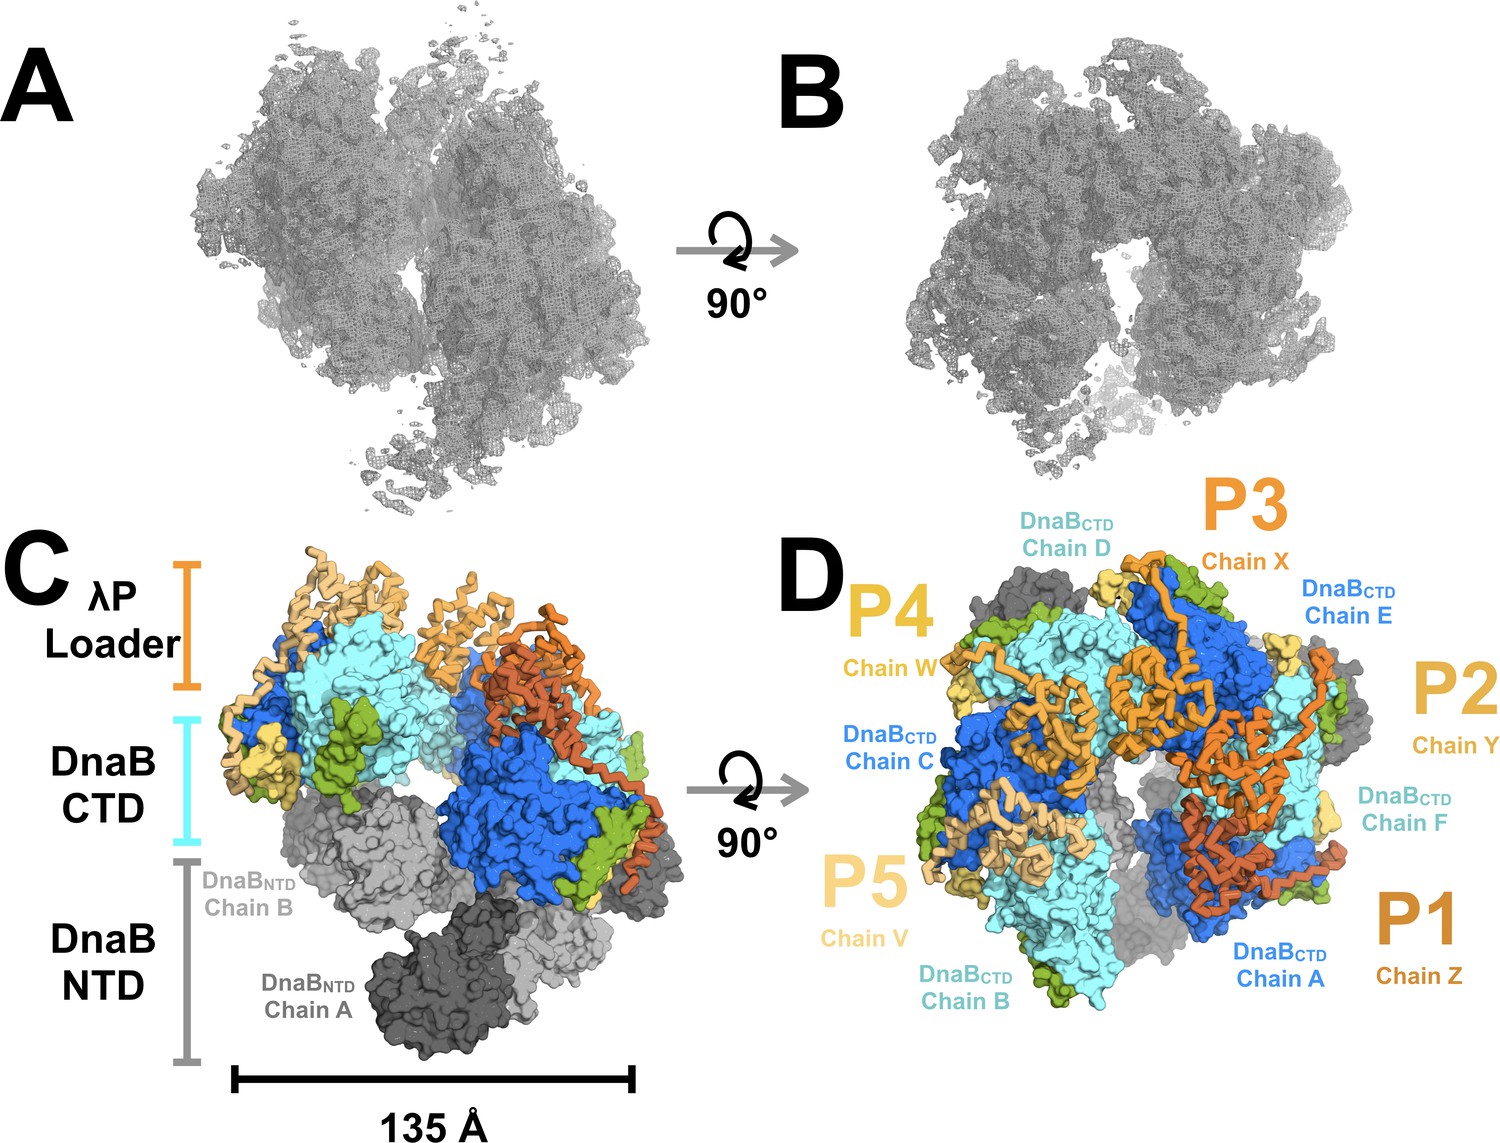 A
B
90°
C
λP
Loader
DnaB
CTD
DnaB
NTD
DnaBNTD
Chain B
DnaBNTD
Chain A
135 Å
90°
D
DnaBCTD
Chain D
P3
Chain X
DnaBCTD
Chain E
P4
Chain W
P2
Chain Y
DnaBCTD
Chain C
DnaBCTD
Chain F
P5
Chain V
P1
Chain Z
DnaBCTD
Chain B
DnaBCTD
Chain A